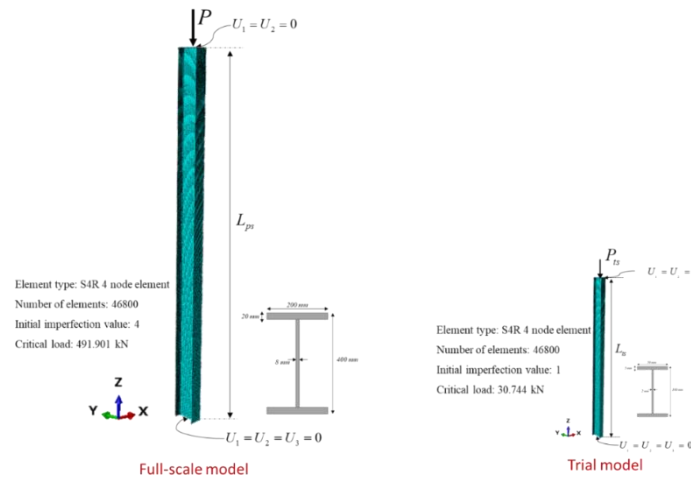 P
U₁ = U₂ = 0
Lₚₛ
Element type: S4R 4 node element
Number of elements: 46800
Initial imperfection value: 4
Critical load: 491.901 kN
200 mm
20 mm
8 mm
400 mm
Z
Y
X
U₁ = U₂ = U₃ = 0
Full-scale model
Pₜₛ
U = U =
Lₜₛ
Element type: S4R 4 node element
Number of elements: 46800
Initial imperfection value: 1
Critical load: 30.744 kN
Z
Y
X
U = U = U = 0
Trial model